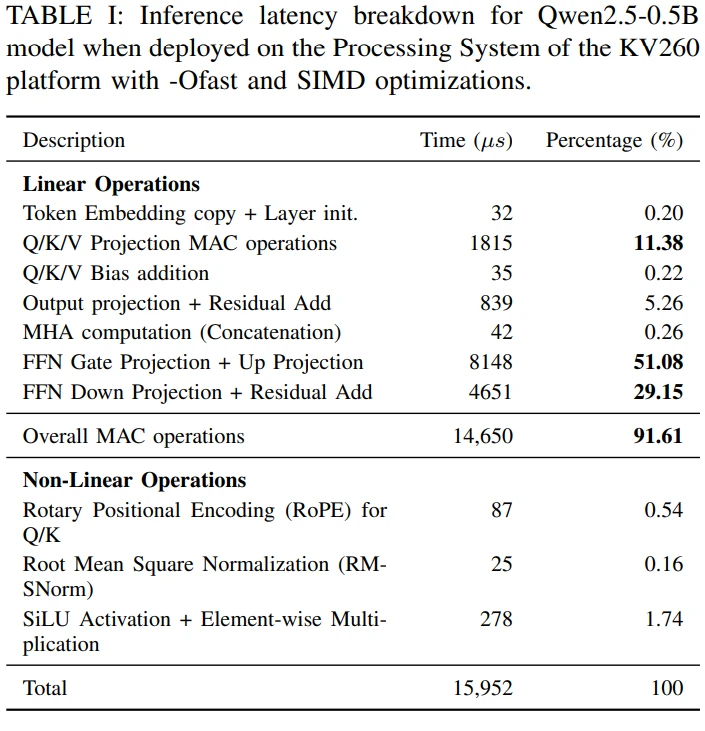 TABLE I: Inference latency breakdown for Qwen2.5-0.5B
model when deployed on the Processing System of the KV260
platform with -Ofast and SIMD optimizations.
Description Time (μs) Percentage (%)
Linear Operations
Token Embedding copy + Layer init. 32 0.20
Q/K/V Projection MAC operations 1815 11.38
Q/K/V Bias addition 35 0.22
Output projection + Residual Add 839 5.26
MHA computation (Concatenation) 42 0.26
FFN Gate Projection + Up Projection 8148 51.08
FFN Down Projection + Residual Add 4651 29.15
Overall MAC operations 14,650 91.61
Non-Linear Operations
Rotary Positional Encoding (RoPE) for 87 0.54
Q/K
Root Mean Square Normalization (RM- 25 0.16
SNorm)
SiLU Activation + Element-wise Multi- 278 1.74
plication
Total 15,952 100